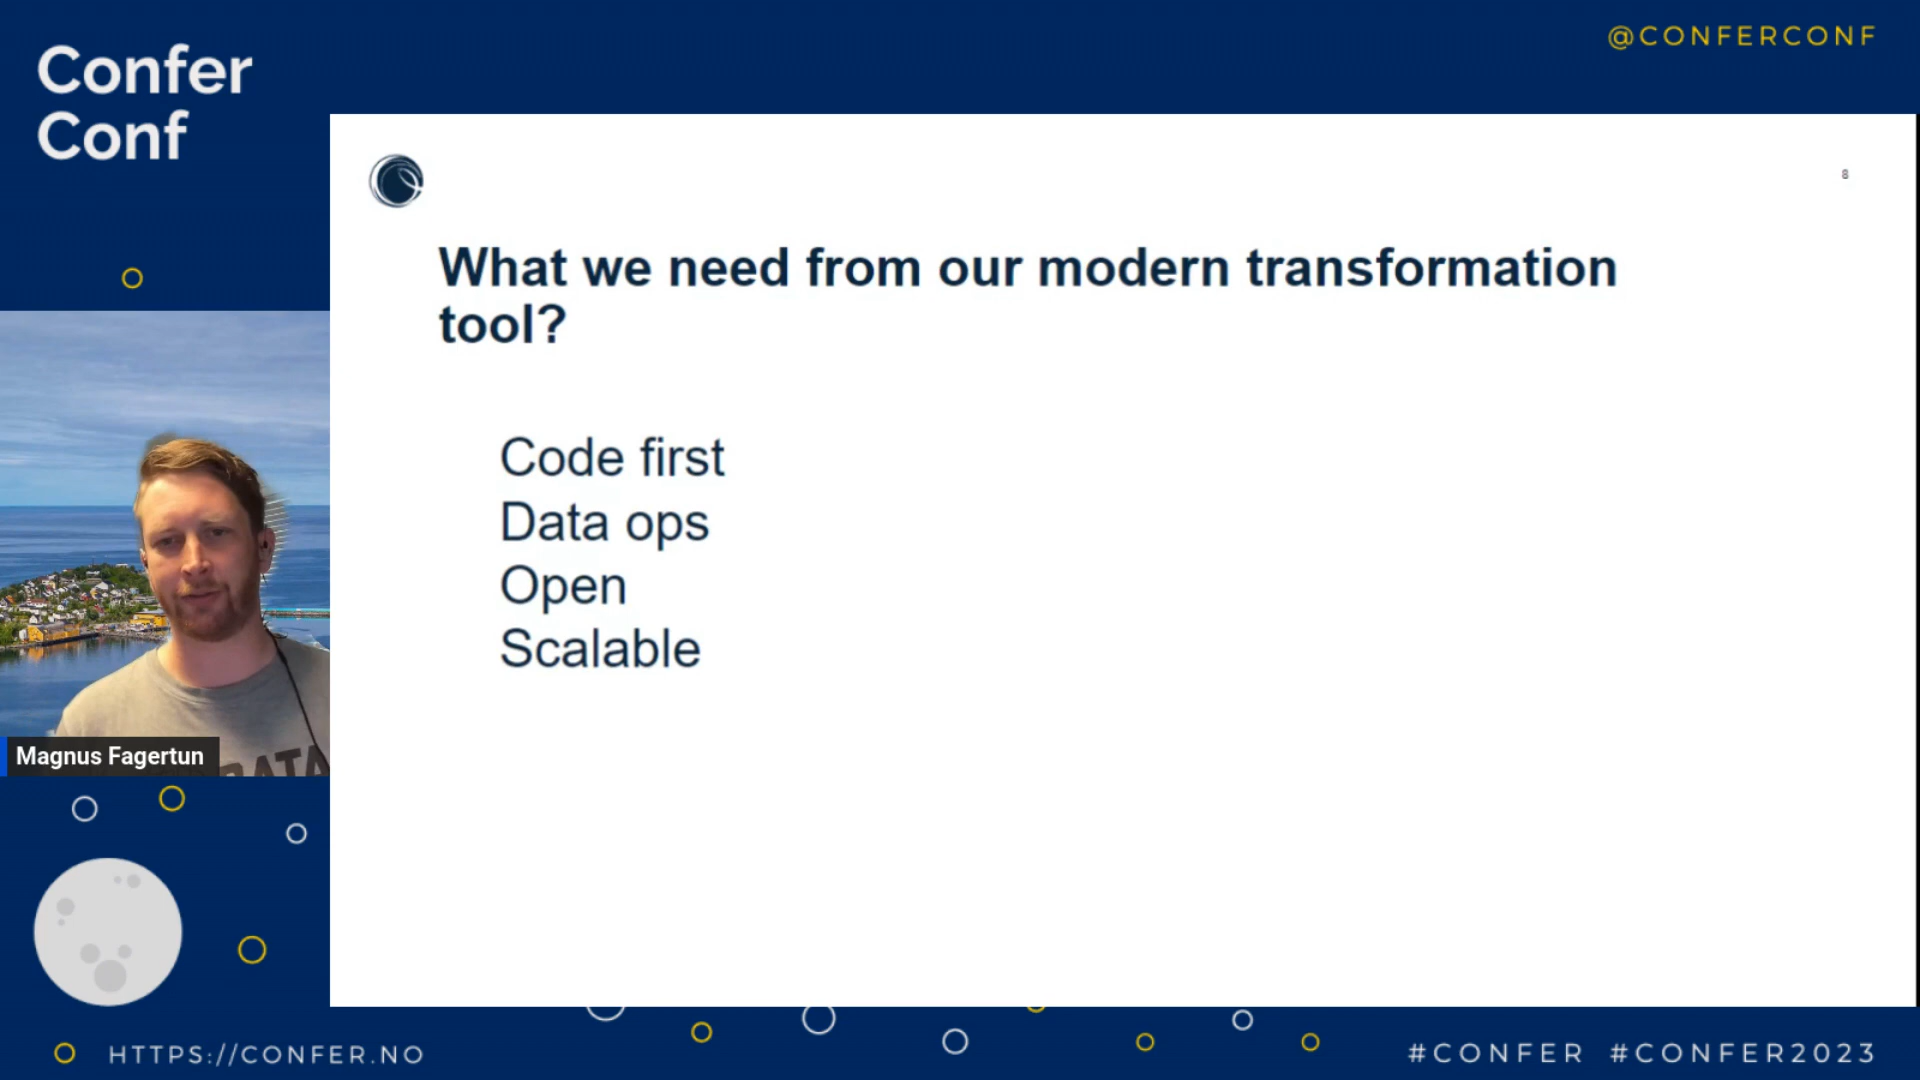 Confer
Conf
@CONFERCONF
8
What we need from our modern transformation
tool?
Code first
Data ops
Open
Scalable
Magnus Fagertun
DATA
HTTPS://CONFER.NO
#CONFER #CONFER2023